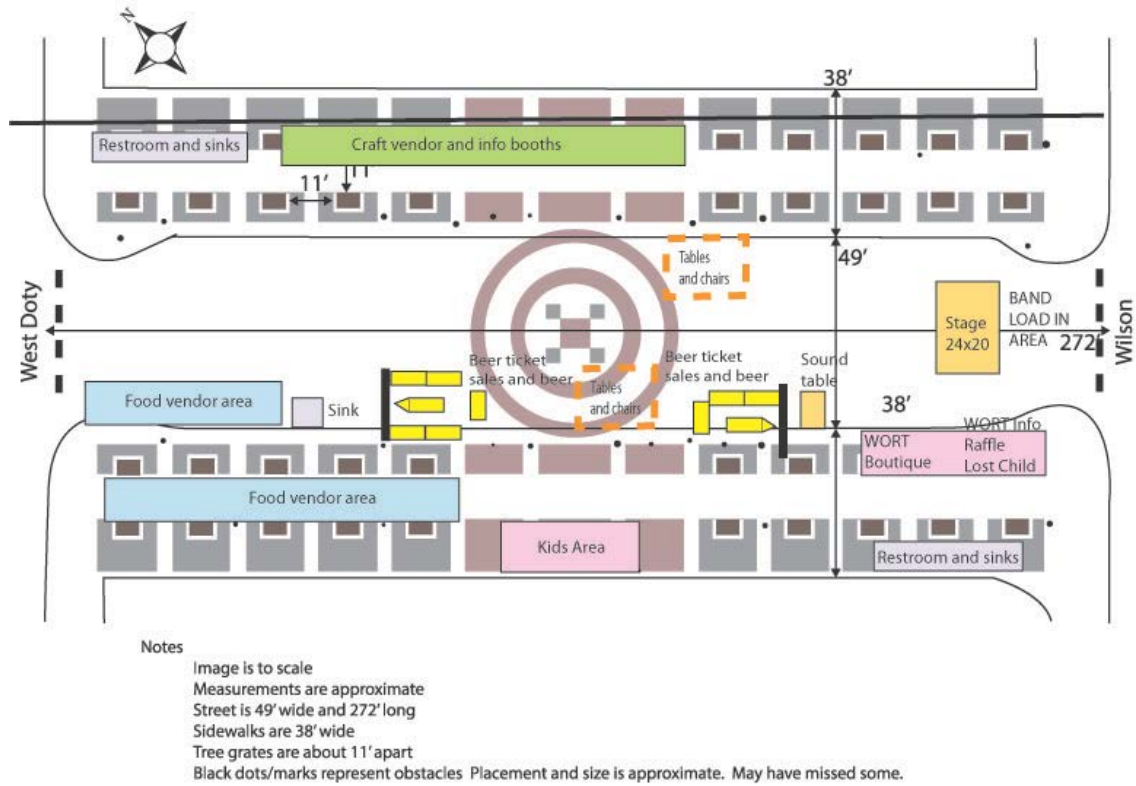 N
38'
Restroom and sinks
Craft vendor and info booths
11'
11'
49'
Tables
and chairs
West Doty
Stage
24x20
BAND
LOAD IN
AREA
272'
Wilson
Beer ticket
sales and beer
Beer ticket
sales and beer
Sound
table
Tables
and chairs
Food vendor area
Sink
38'
WORT Info
WORT
Boutique
Raffle
Lost Child
Food vendor area
Kids Area
Restroom and sinks
Notes
Image is to scale
Measurements are approximate
Street is 49' wide and 272' long
Sidewalks are 38' wide
Tree grates are about 11' apart
Black dots/marks represent obstacles Placement and size is approximate. May have missed some.